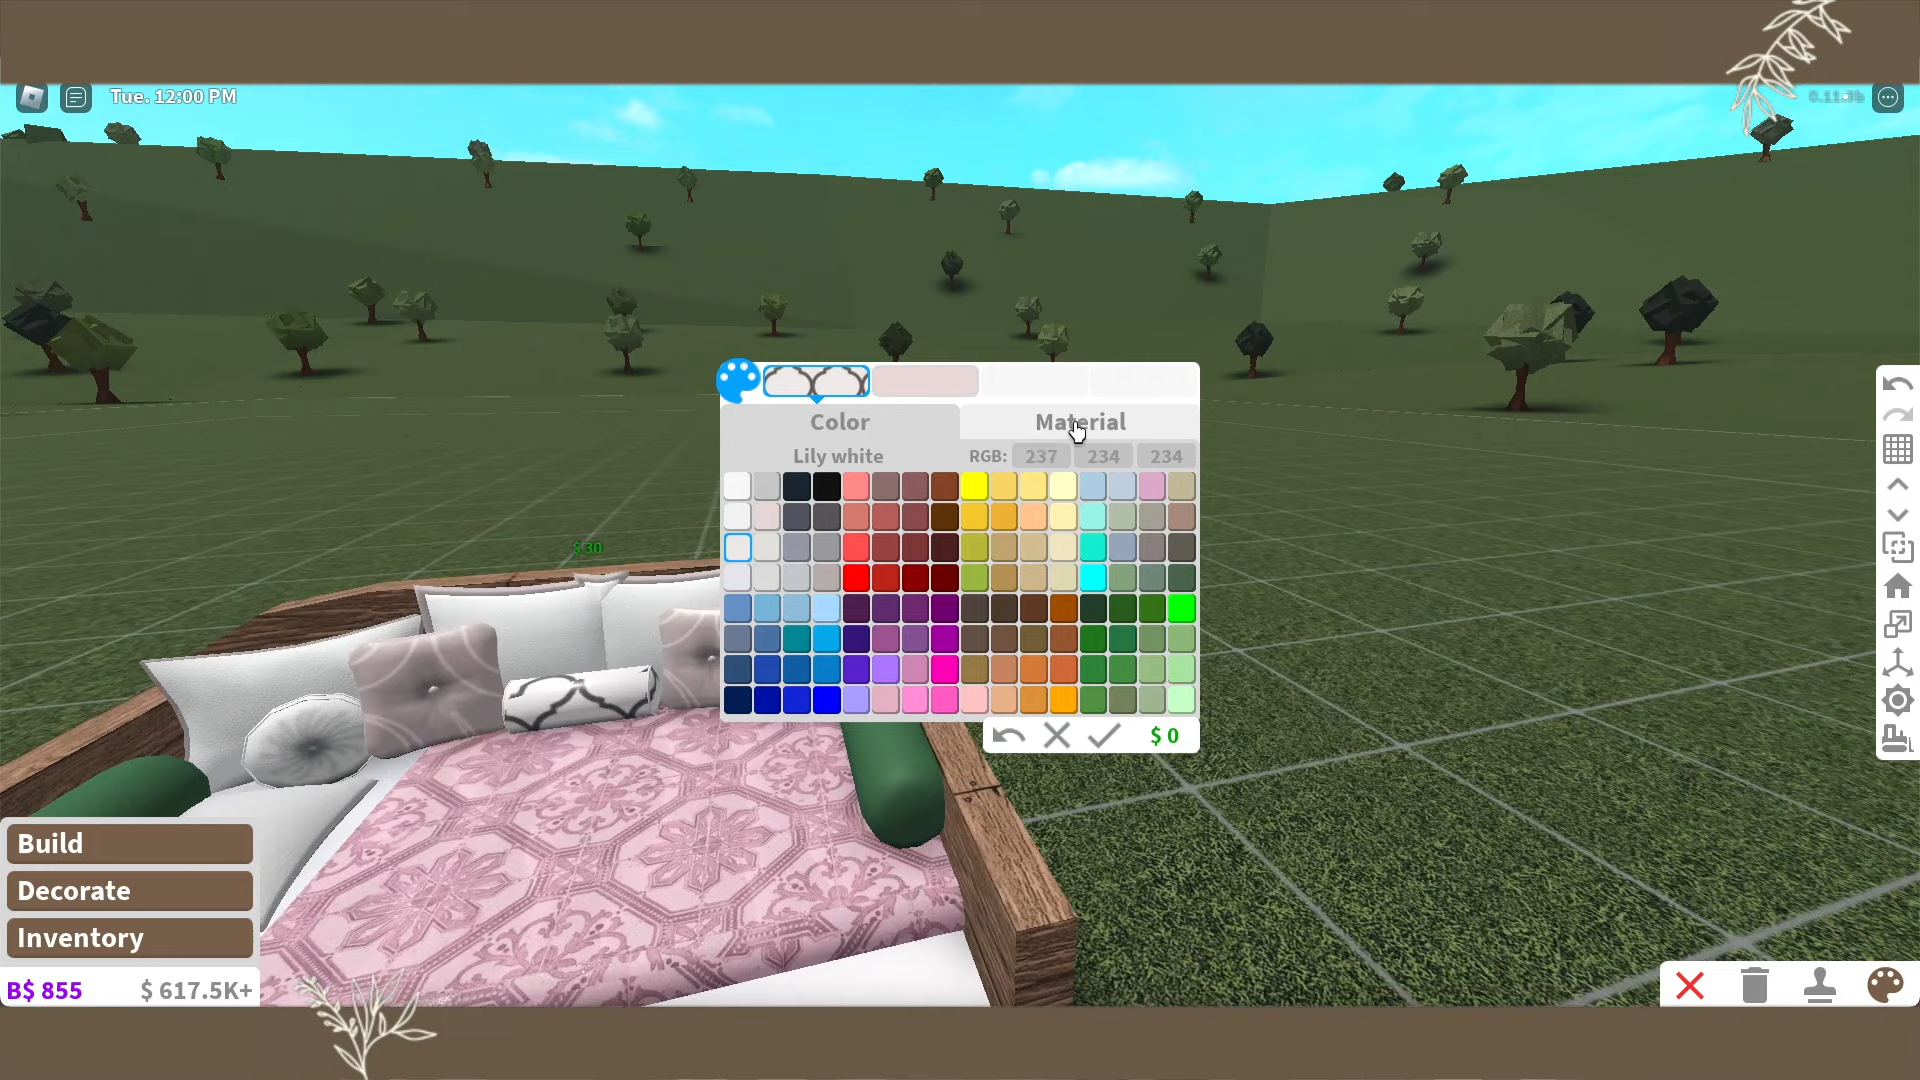 Tue. 12:00 PM
Color
Material
Lily white
RGB: 237 234 234
$30
$ 0
Build
Decorate
Inventory
B$ 855
$ 617.5K+